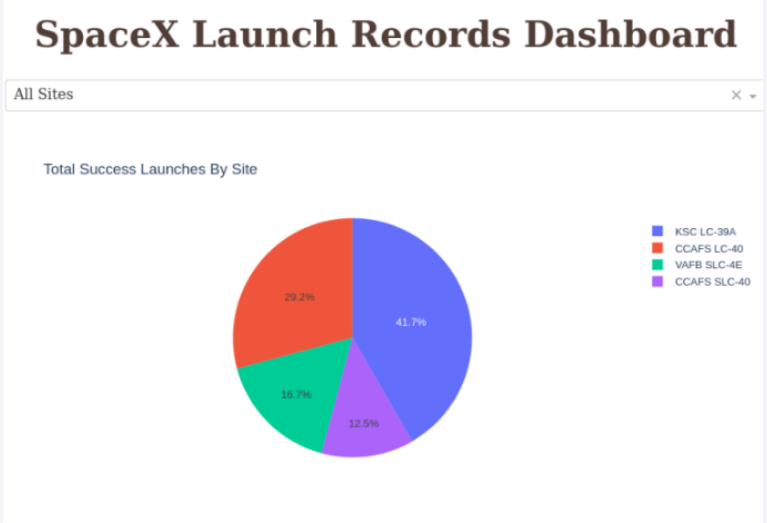 SpaceX Launch Records Dashboard
All Sites
Total Success Launches By Site
KSC LC-39A
CCAFS LC-40
VAFB SLC-4E
CCAFS SLC-40
29.2%
41.7%
16.7%
12.5%